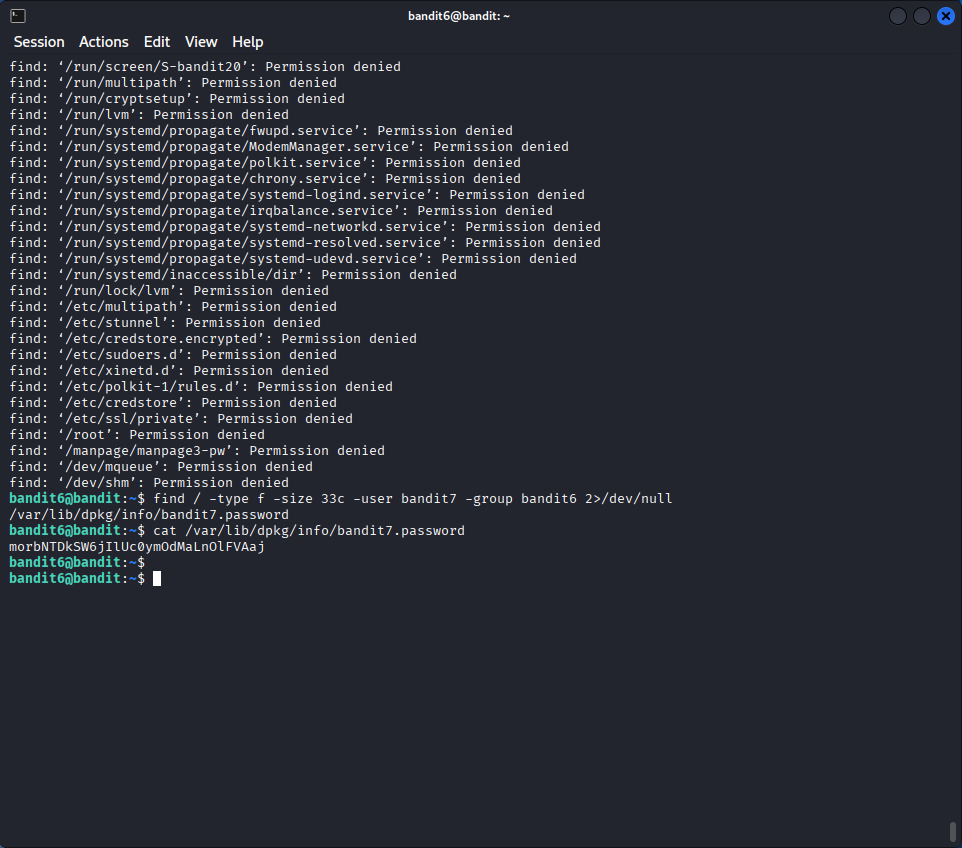 bandit6@bandit: ~
Session Actions Edit View Help
find: ‘/run/screen/S-bandit20’: Permission denied
find: ‘/run/multipath’: Permission denied
find: ‘/run/cryptsetup’: Permission denied
find: ‘/run/lvm’: Permission denied
find: ‘/run/systemd/propagate/fwupd.service’: Permission denied
find: ‘/run/systemd/propagate/ModemManager.service’: Permission denied
find: ‘/run/systemd/propagate/polkit.service’: Permission denied
find: ‘/run/systemd/propagate/chrony.service’: Permission denied
find: ‘/run/systemd/propagate/systemd-logind.service’: Permission denied
find: ‘/run/systemd/propagate/irqbalance.service’: Permission denied
find: ‘/run/systemd/propagate/systemd-networkd.service’: Permission denied
find: ‘/run/systemd/propagate/systemd-resolved.service’: Permission denied
find: ‘/run/systemd/propagate/systemd-udevd.service’: Permission denied
find: ‘/run/systemd/inaccessible/dir’: Permission denied
find: ‘/run/lock/lvm’: Permission denied
find: ‘/etc/multipath’: Permission denied
find: ‘/etc/stunnel’: Permission denied
find: ‘/etc/credstore.encrypted’: Permission denied
find: ‘/etc/sudoers.d’: Permission denied
find: ‘/etc/xinetd.d’: Permission denied
find: ‘/etc/polkit-1/rules.d’: Permission denied
find: ‘/etc/credstore’: Permission denied
find: ‘/etc/ssl/private’: Permission denied
find: ‘/root’: Permission denied
find: ‘/manpage/manpage3-pw’: Permission denied
find: ‘/dev/mqueue’: Permission denied
find: ‘/dev/shm’: Permission denied
bandit6@bandit:~$ find / -type f -size 33c -user bandit7 -group bandit6 2>/dev/null
/var/lib/dpkg/info/bandit7.password
bandit6@bandit:~$ cat /var/lib/dpkg/info/bandit7.password
morbNTDkSW6jIlUc0ymOdMaLnOlFVAaj
bandit6@bandit:~$
bandit6@bandit:~$